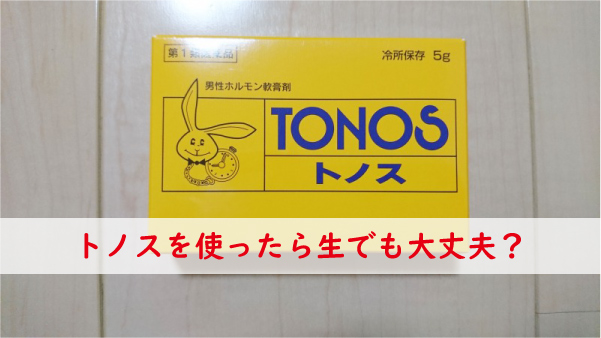 第1類医薬品
冷所保存 5g
男性ホルモン軟膏剤
TONOS
トノス
トノスを使ったら生でも大丈夫？